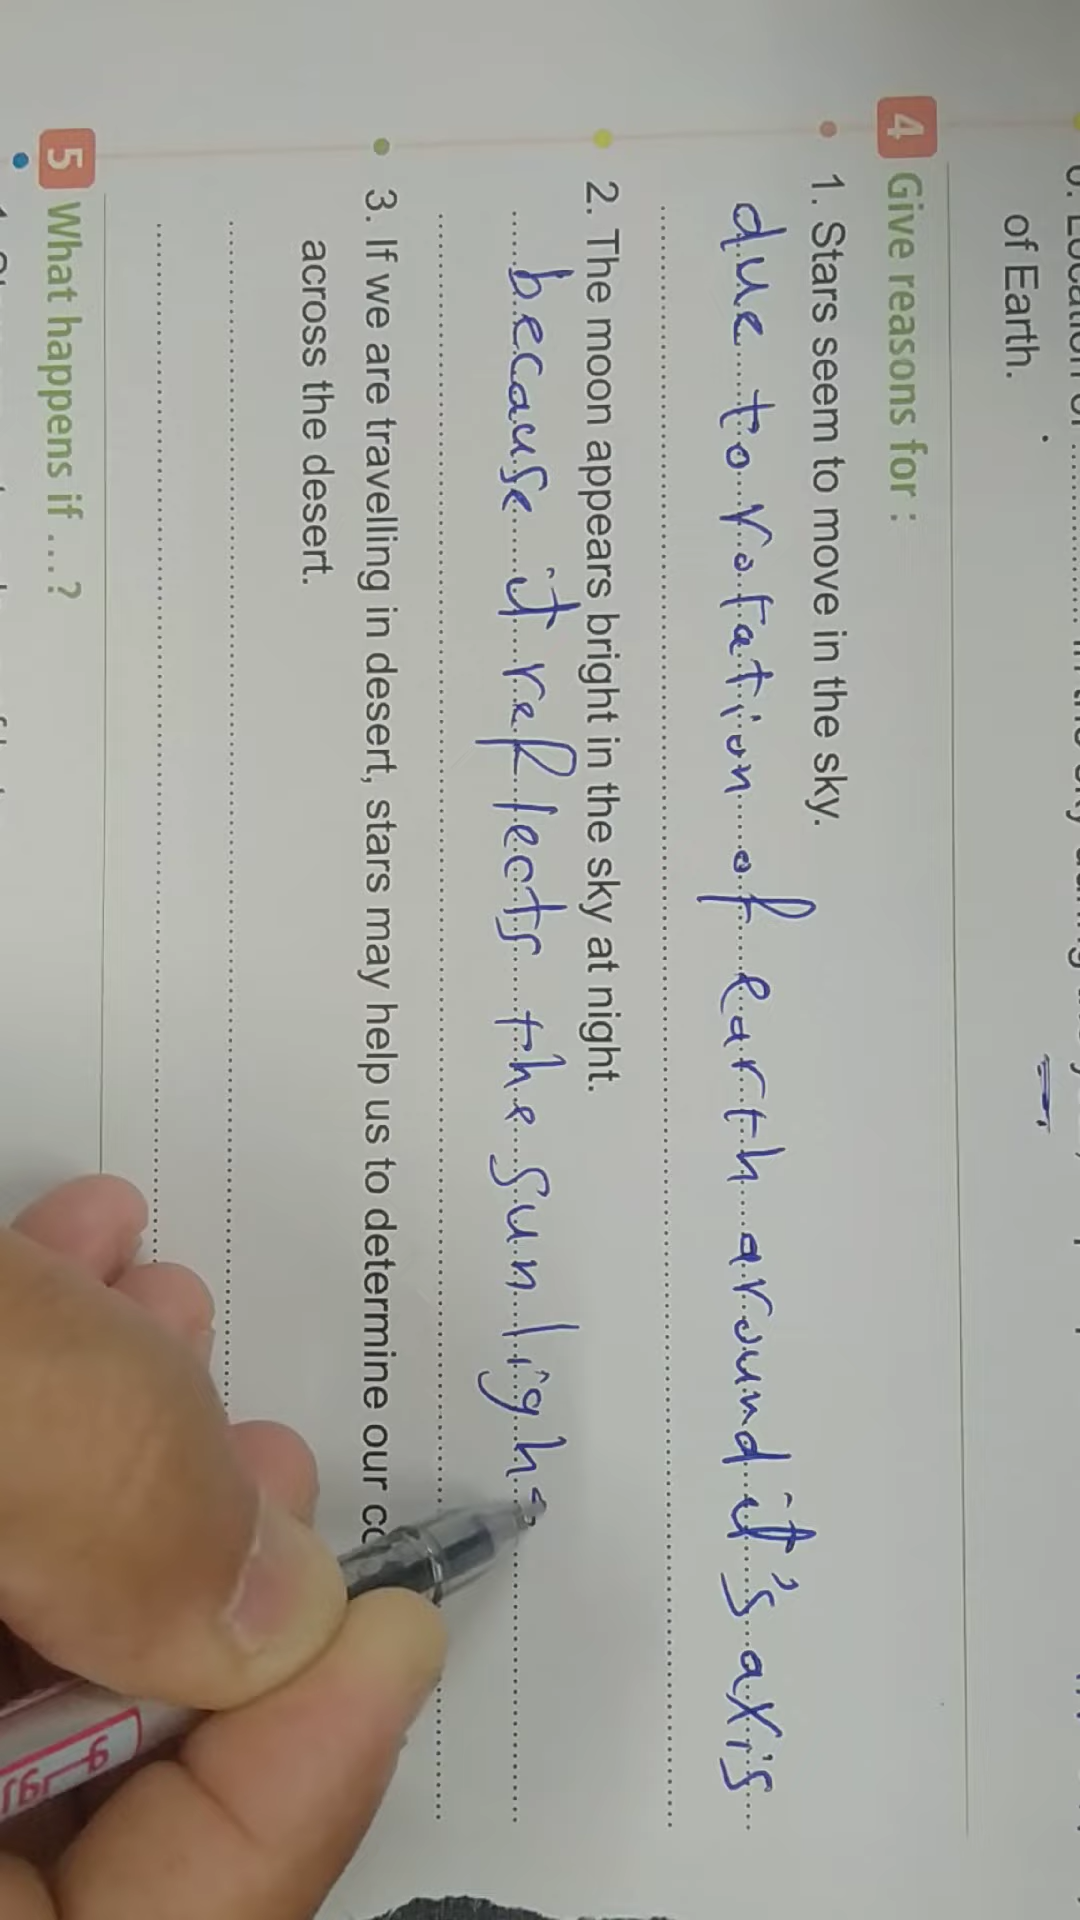 of Earth.
4 Give reasons for :
1. Stars seem to move in the sky.
due to rotation of earth around it's axis
2. The moon appears bright in the sky at night.
because it reflects the sun light
3. If we are travelling in desert, stars may help us to determine our
across the desert.
5 What happens if ...?